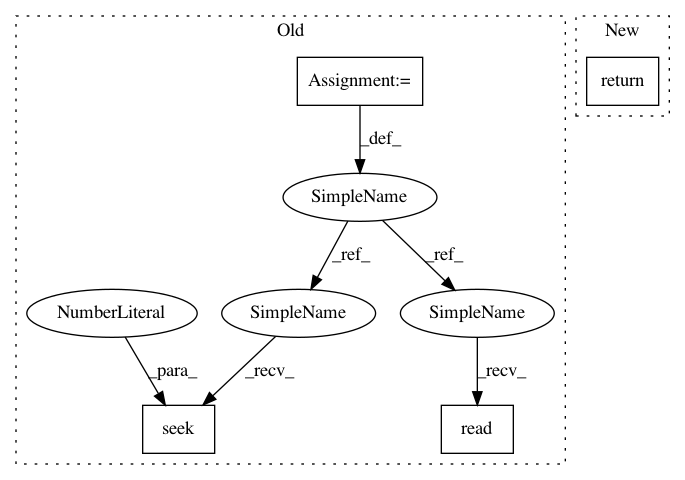 Old
New
Assignment:=
return
_def_
SimpleName
_ref_
_ref_
NumberLiteral
SimpleName
SimpleName
_para_
_recv_
_recv_
seek
read